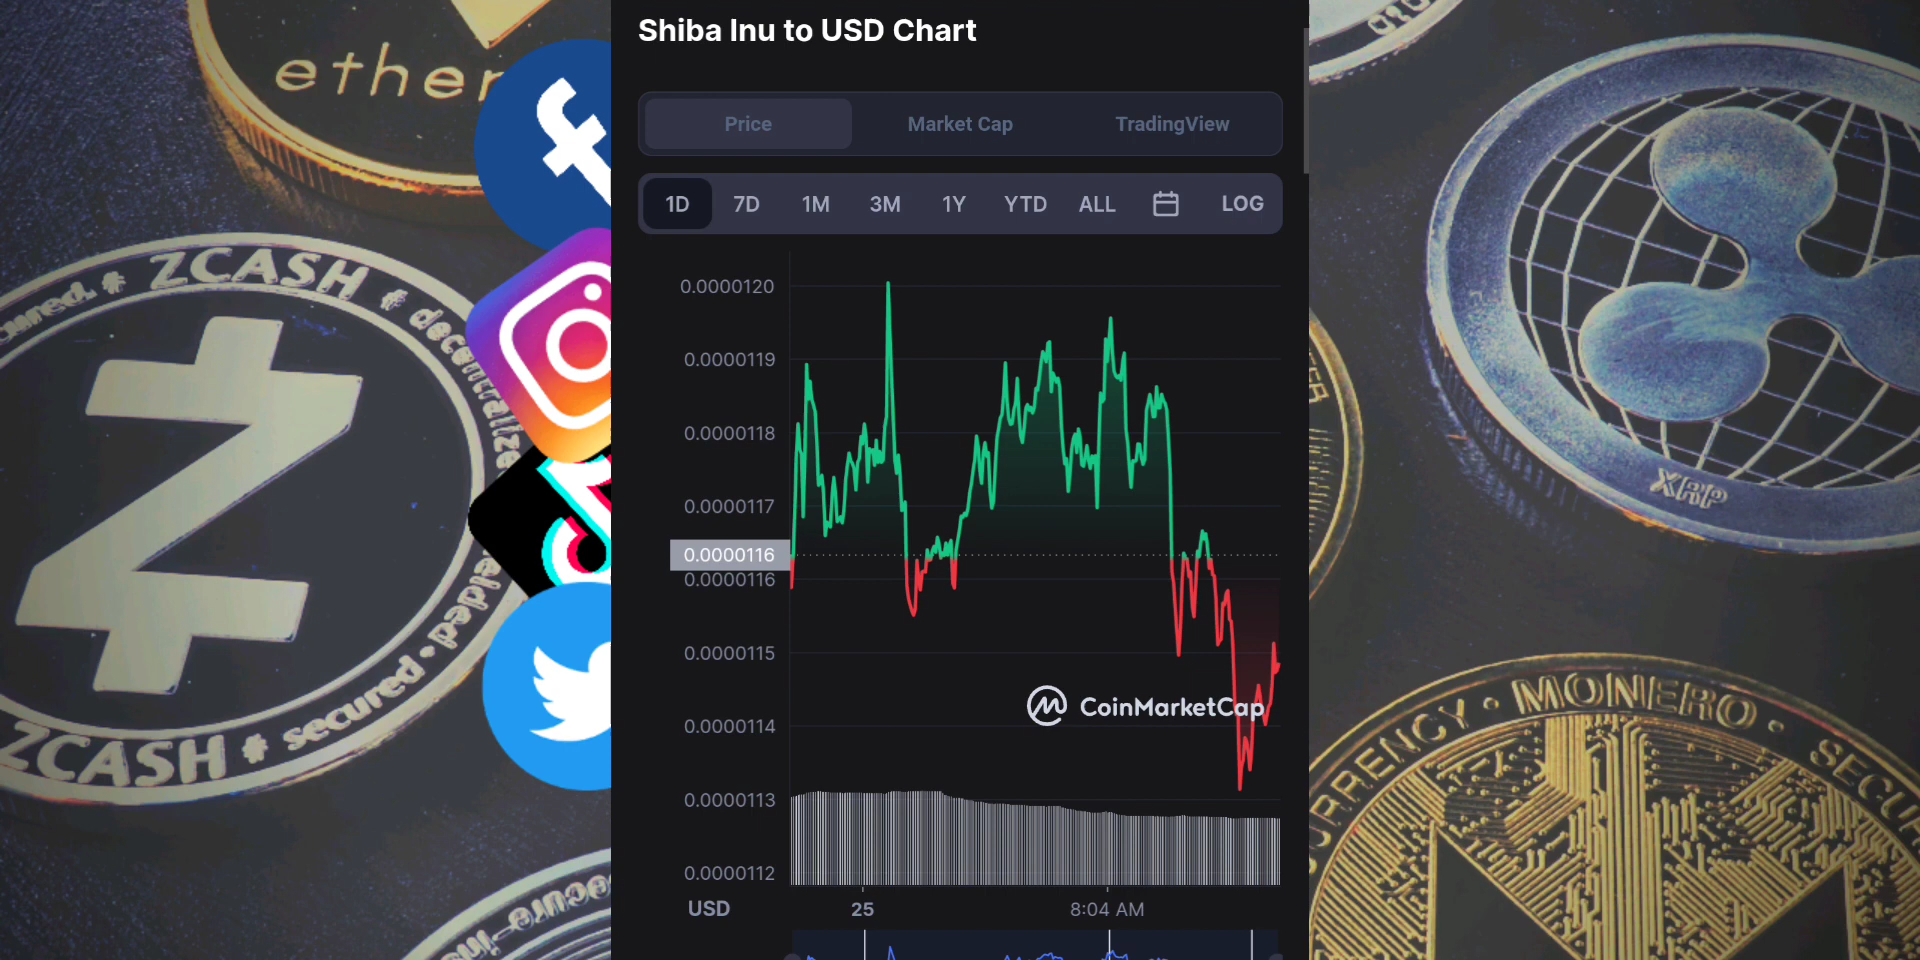 Shiba Inu to USD Chart
Price
Market Cap
TradingView
1D 7D 1M 3M 1Y YTD ALL LOG
0.0000120
0.0000119
0.0000118
0.0000117
0.0000116
0.0000116
0.0000115
0.0000114
0.0000113
0.0000112
CoinMarketCap
USD 25 8:04 AM
ether
# ZCASH # decentralize
ZCASH # secured •
XRP
CURRENCY • MONERO •